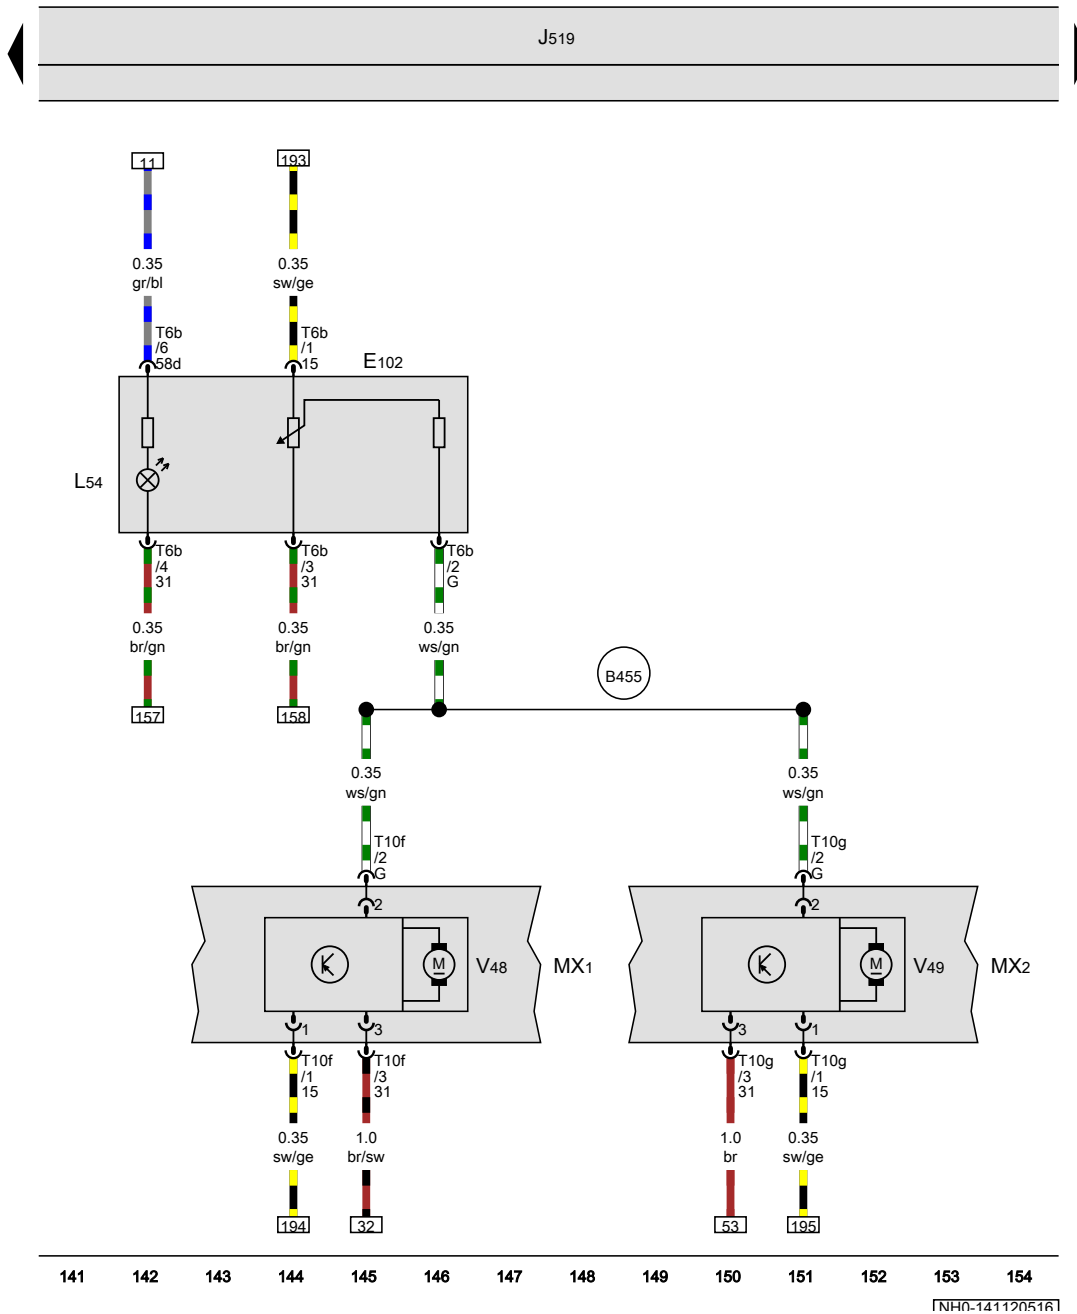 J519
11
193
0.35
gr/bl
0.35
sw/ge
T6b
/6
58d
T6b
/1
15
E102
L54
T6b
/4
31
T6b
/3
31
T6b
/2
G
0.35
br/gn
0.35
br/gn
0.35
ws/gn
B455
157
158
0.35
ws/gn
0.35
ws/gn
T10f
/2
G
T10g
/2
G
2
2
M
V48
MX1
M
V49
MX2
1
3
3
1
T10f
/1
15
T10f
/3
31
T10g
/3
31
T10g
/1
15
0.35
sw/ge
1.0
br/sw
1.0
br
0.35
sw/ge
194
32
53
195
141 142 143 144 145 146 147 148 149 150 151 152 153 154
NH0-141120516